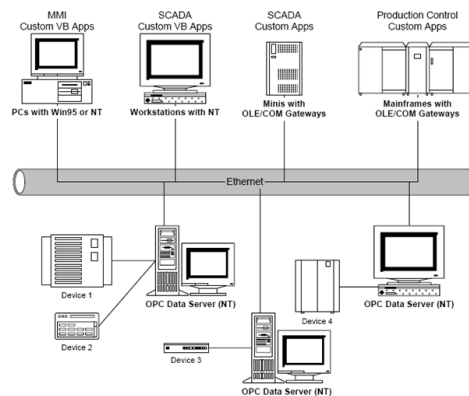 MMI
Custom VB Apps
SCADA
Custom VB Apps
SCADA
Custom Apps
Production Control
Custom Apps
PCs with Win95 or NT
Workstations with NT
Minis with
OLE/COM Gateways
Mainframes with
OLE/COM Gateways
Ethernet
Device 1
OPC Data Server (NT)
Device 2
Device 3
OPC Data Server (NT)
Device 4
OPC Data Server (NT)